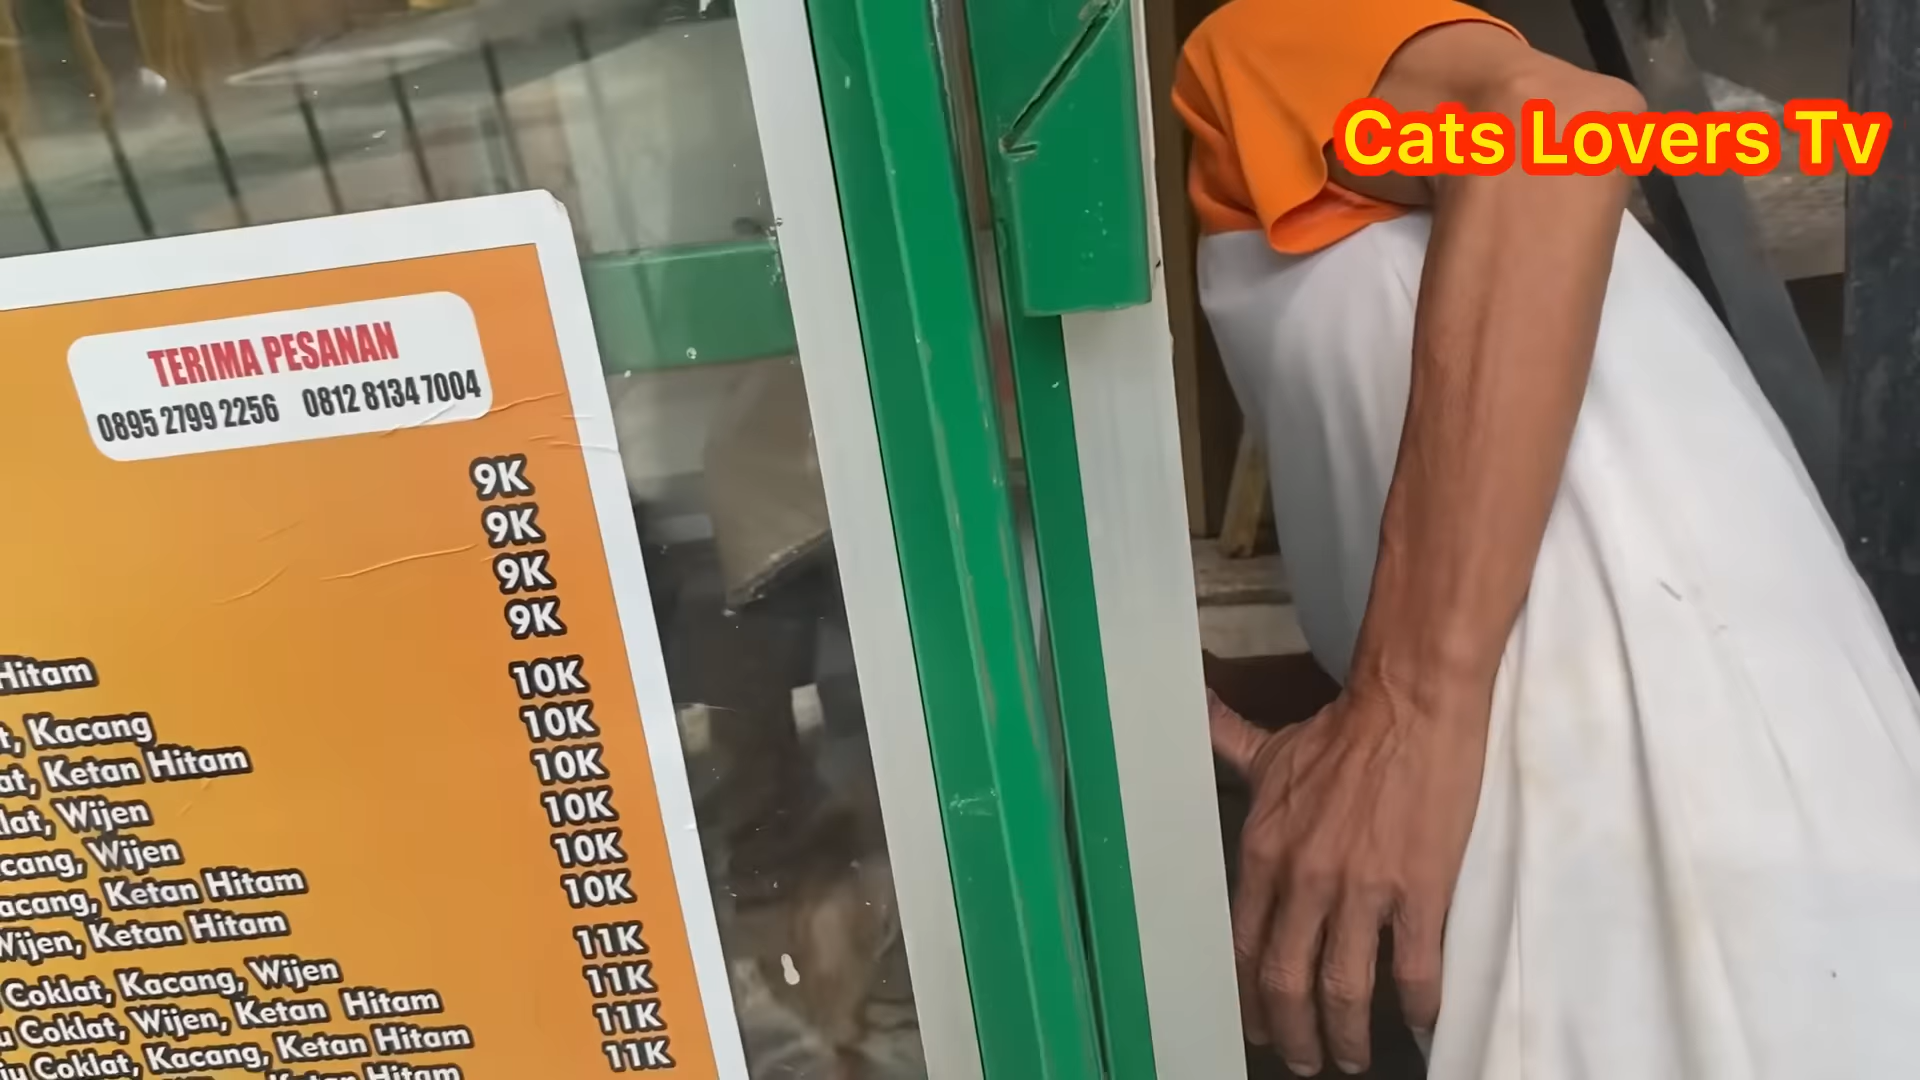 Cats Lovers Tv
TERIMA PESANAN
0895 2799 2256 0812 8134 7004
9K
9K
9K
9K
Hitam 10K
Kacang 10K
Ketan Hitam 10K
Wijen 10K
Wijen 10K
Ketan Hitam 10K
Wijen, Ketan Hitam 11K
Coklat, Kacang, Wijen 11K
Coklat, Wijen, Ketan Hitam 11K
Coklat, Kacang, Ketan Hitam 11K
Ketan Hitam